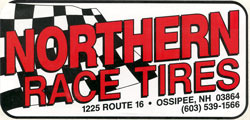 NORTHERN
RACE TIRES
1225 ROUTE 16 • OSSIPEE, NH 03864
(603) 539-1566